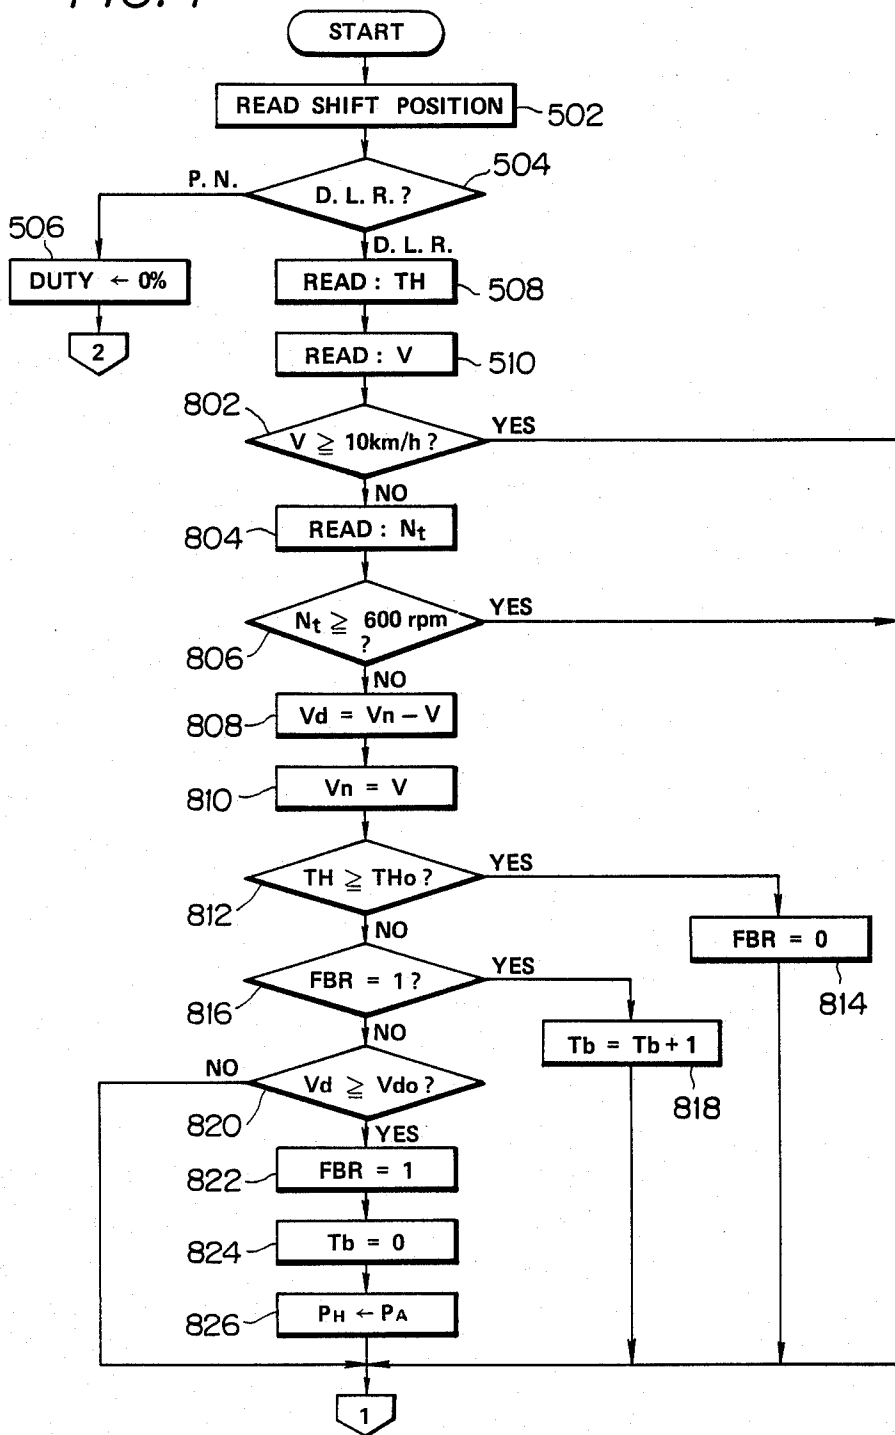 START
READ SHIFT POSITION
502
504
P. N.
D. L. R. ?
506
D. L. R.
DUTY ← 0%
READ : TH
508
2
READ : V
510
802
V ≧ 10km/h ?
YES
NO
804
READ : Nt
Nt ≧ 600 rpm
?
YES
806
NO
808
Vd = Vn – V
810
Vn = V
812
TH ≧ THo ?
YES
NO
FBR = 0
814
816
FBR = 1 ?
YES
NO
Tb = Tb + 1
818
NO
820
Vd ≧ Vdo ?
YES
822
FBR = 1
824
Tb = 0
826
PH ← PA
1